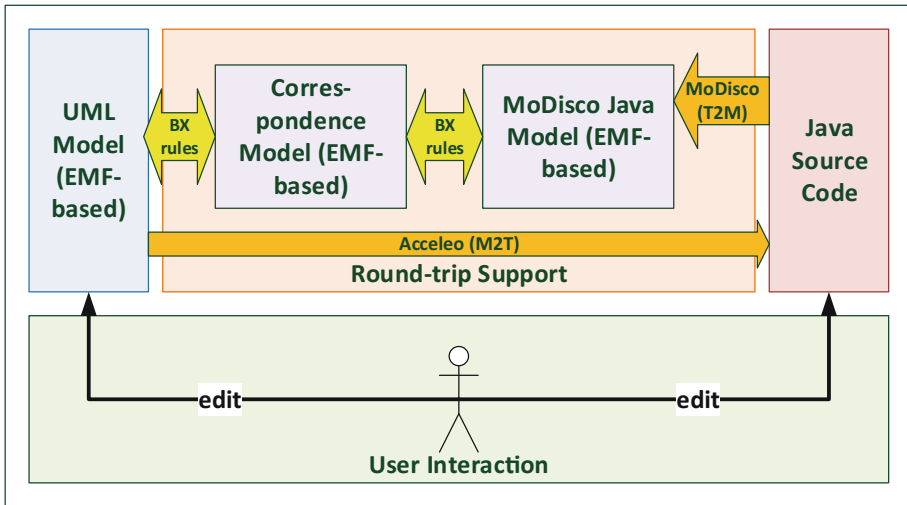 UML
Model
(EMF-
based)
BX
rules
Corres-
pondence
Model (EMF-
based)
BX
rules
MoDisco Java
Model (EMF-
based)
MoDisco
(T2M)
Java
Source
Code
Acceleo (M2T)
Round-trip Support
edit
edit
User Interaction